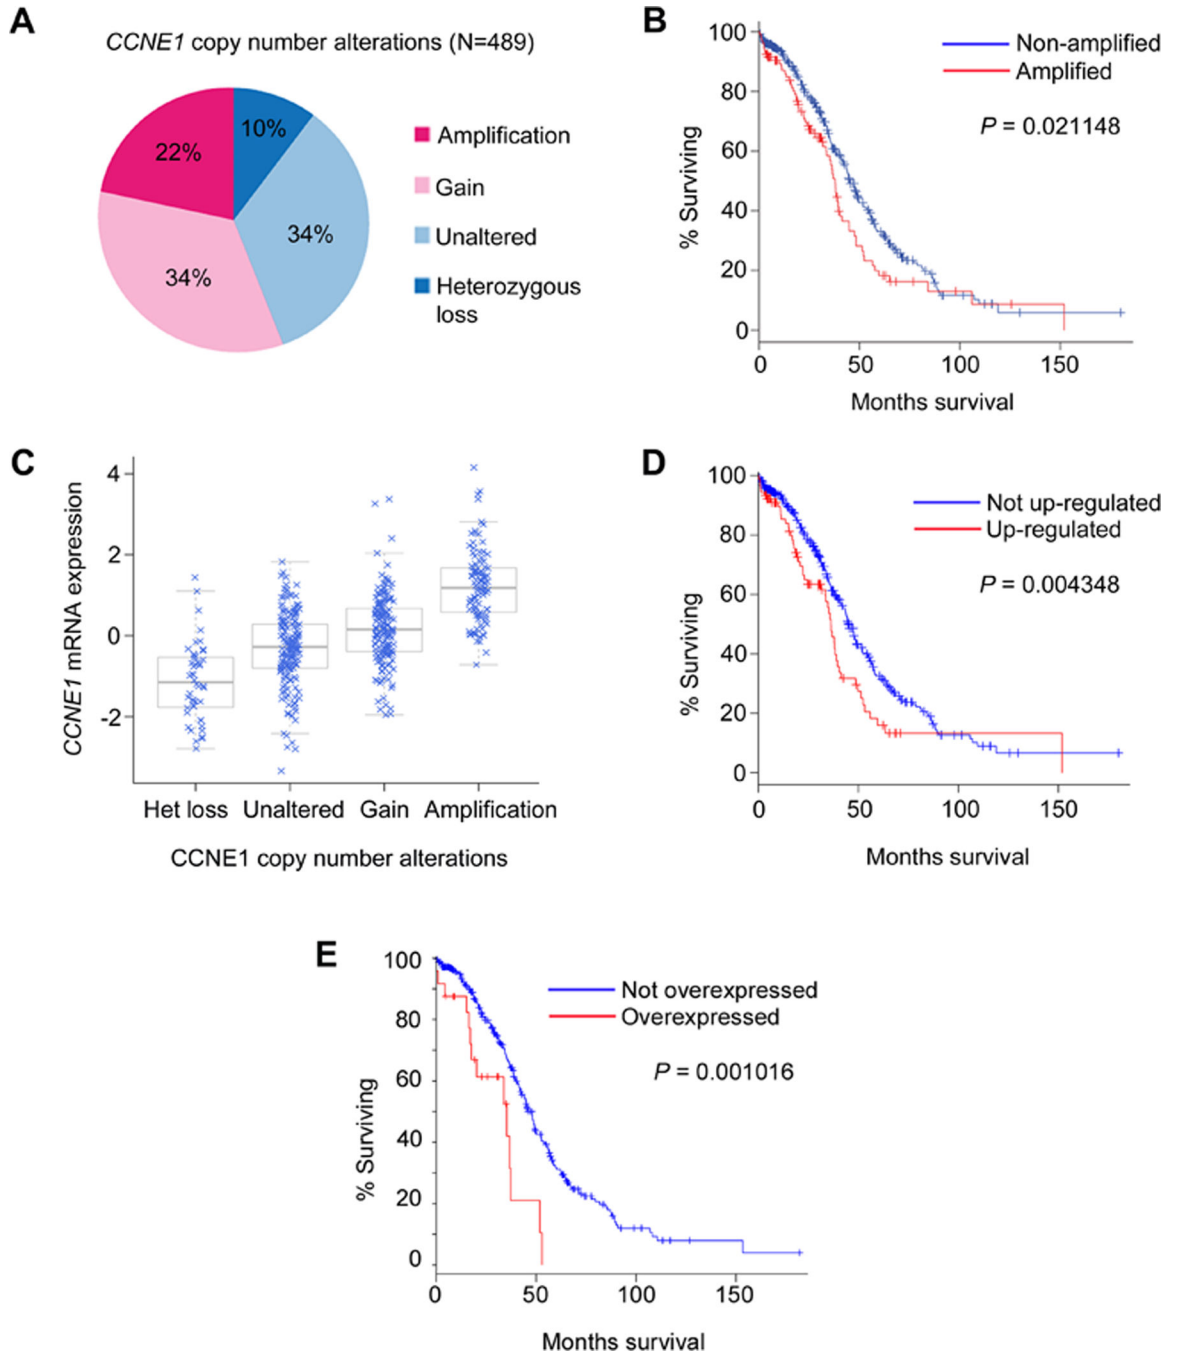 A
CCNE1 copy number alterations (N=489)
10%
22%
34%
34%
Amplification
Gain
Unaltered
Heterozygous
loss
B
100
80
60
40
20
0
% Surviving
Non-amplified
Amplified
P = 0.021148
0 50 100 150
Months survival
C
4
2
0
-2
CCNE1 mRNA expression
Het loss Unaltered Gain Amplification
CCNE1 copy number alterations
D
100
80
60
40
20
0
% Surviving
Not up-regulated
Up-regulated
P = 0.004348
0 50 100 150
Months survival
E
100
80
60
40
20
0
% Surviving
Not overexpressed
Overexpressed
P = 0.001016
0 50 100 150
Months survival